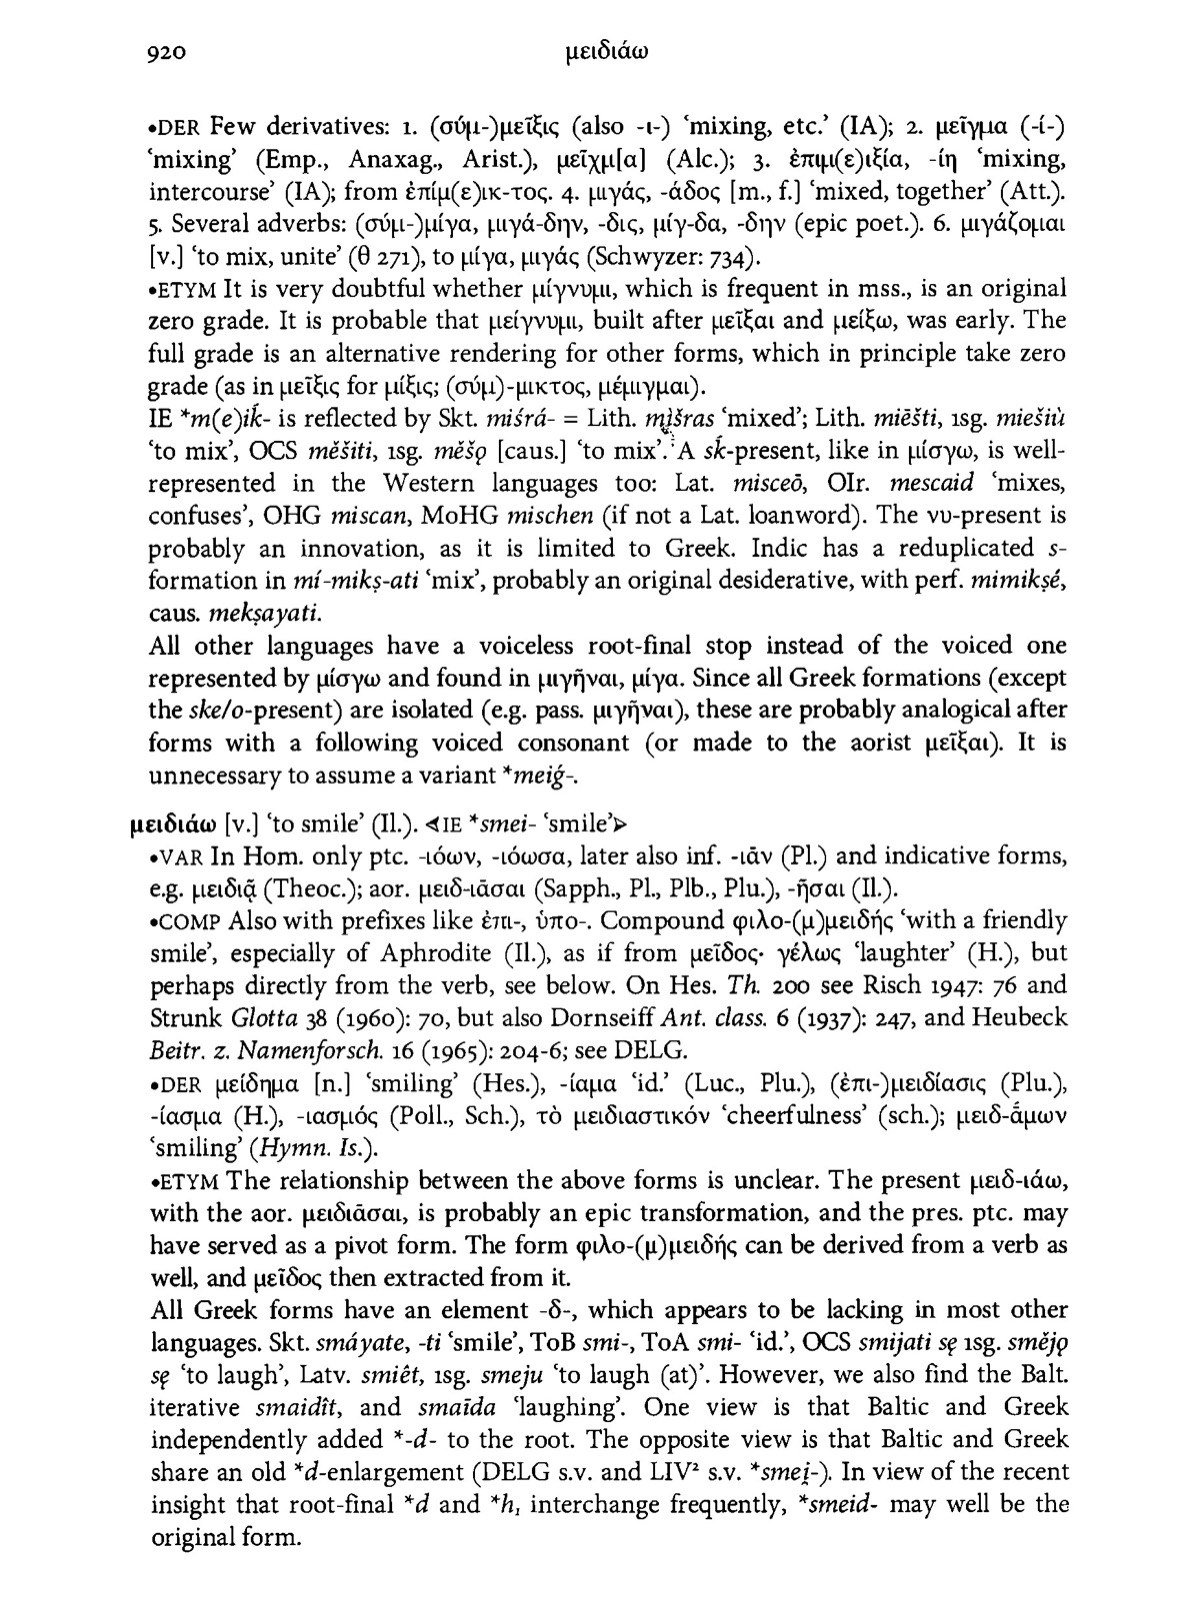 920
μειδιάω
•DER Few derivatives: 1. (σύμ-)μεῖξις (also -ι-) ‘mixing, etc.’ (IA); 2. μεῖγμα (-ί-)
‘mixing’ (Emp., Anaxag., Arist.), μεῖχμ[α] (Alc.); 3. ἐπιμι(ε)ιξία, -ίη ‘mixing,
intercourse’ (IA); from ἐπίμ(ε)ικ-τος. 4. μιγάς, -άδος [m., f.] ‘mixed, together’ (Att.).
5. Several adverbs: (σύμ-)μίγα, μιγά-δην, -δις, μίγ-δα, -δην (epic poet.). 6. μιγάζομαι
[v.] ‘to mix, unite’ (θ 271), to μίγα, μιγάς (Schwyzer: 734).
•ETYM It is very doubtful whether μίγνυμι, which is frequent in mss., is an original
zero grade. It is probable that μείγνυμι, built after μεῖξαι and μείξω, was early. The
full grade is an alternative rendering for other forms, which in principle take zero
grade (as in μεῖξις for μίξις; (σύμ)-μικτος, μέμιγμαι).
IE *m(e)iḱ- is reflected by Skt. miśrá- = Lith. mìšras ‘mixed’; Lith. miẽšti, 1sg. miešiù
‘to mix’, OCS měšiti, 1sg. měšǫ [caus.] ‘to mix’. A sḱ-present, like in μίσγω, is well-
represented in the Western languages too: Lat. misceō, OIr. mescaid ‘mixes,
confuses’, OHG miscan, MoHG mischen (if not a Lat. loanword). The νυ-present is
probably an innovation, as it is limited to Greek. Indic has a reduplicated s-
formation in mí-mikṣ-ati ‘mix’, probably an original desiderative, with perf. mimikṣé,
caus. mekṣayati.
All other languages have a voiceless root-final stop instead of the voiced one
represented by μίσγω and found in μιγῆναι, μίγα. Since all Greek formations (except
the ske/o-present) are isolated (e.g. pass. μιγῆναι), these are probably analogical after
forms with a following voiced consonant (or made to the aorist μεῖξαι). It is
unnecessary to assume a variant *meiǵ-.
μειδιάω [v.] ‘to smile’ (Il.). ⋖IE *smei- ‘smile’⋗
•VAR In Hom. only ptc. -ιόων, -ιόωσα, later also inf. -ιᾶν (Pl.) and indicative forms,
e.g. μειδιᾷ (Theoc.); aor. μειδ-ιᾶσαι (Sapph., Pl., Plb., Plu.), -ῆσαι (Il.).
•COMP Also with prefixes like ἐπι-, ὑπο-. Compound φιλο-(μ)μειδής ‘with a friendly
smile’, especially of Aphrodite (Il.), as if from μεῖδος· γέλως ‘laughter’ (H.), but
perhaps directly from the verb, see below. On Hes. Th. 200 see Risch 1947: 76 and
Strunk Glotta 38 (1960): 70, but also Dornseiff Ant. class. 6 (1937): 247, and Heubeck
Beitr. z. Namenforsch. 16 (1965): 204-6; see DELG.
•DER μείδημα [n.] ‘smiling’ (Hes.), -ίαμα ‘id.’ (Luc., Plu.), (ἐπι-)μειδίασις (Plu.),
-ίασμα (H.), -ιασμός (Poll., Sch.), τὸ μειδιαστικόν ‘cheerfulness’ (sch.); μειδ-ά̄μων
‘smiling’ (Hymn. Is.).
•ETYM The relationship between the above forms is unclear. The present μειδ-ιάω,
with the aor. μειδιᾶσαι, is probably an epic transformation, and the pres. ptc. may
have served as a pivot form. The form φιλο-(μ)μειδής can be derived from a verb as
well, and μεῖδος then extracted from it.
All Greek forms have an element -δ-, which appears to be lacking in most other
languages. Skt. smáyate, -ti ‘smile’, ToB smi-, ToA smi- ‘id.’, OCS smijati sę 1sg. smějǫ
sę ‘to laugh’, Latv. smiêt, 1sg. smeju ‘to laugh (at)’. However, we also find the Balt.
iterative smaidît, and smaĩda ‘laughing’. One view is that Baltic and Greek
independently added *-d- to the root. The opposite view is that Baltic and Greek
share an old *d-enlargement (DELG s.v. and LIV² s.v. *smei̯-). In view of the recent
insight that root-final *d and *h₁ interchange frequently, *smeid- may well be the
original form.